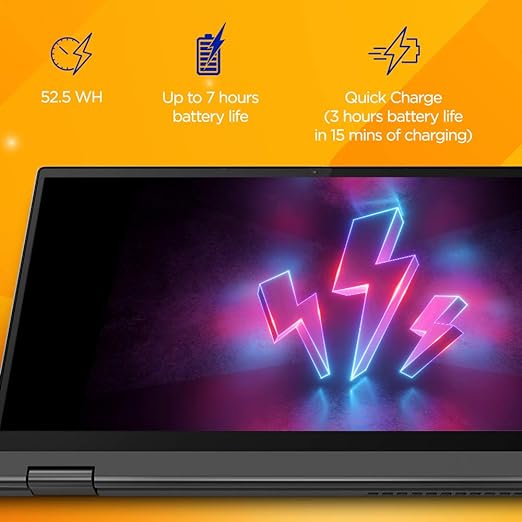 52.5 WH
Up to 7 hours
battery life
Quick Charge
(3 hours battery life
in 15 mins of charging)